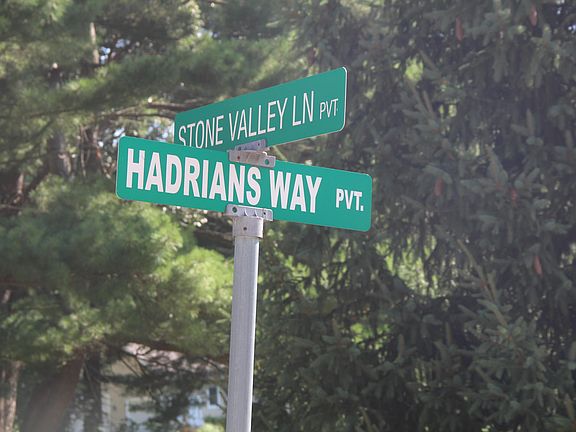 STONE VALLEY LN PVT.
HADRIANS WAY PVT.